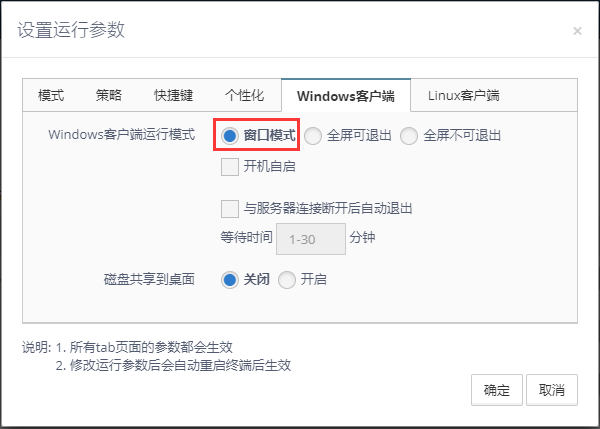 设置运行参数 ×
模式 策略 快捷键 个性化 Windows客户端 Linux客户端
Windows客户端运行模式 窗口模式 全屏可退出 全屏不可退出
开机自启
与服务器连接断开后自动退出
等待时间 1-30 分钟
磁盘共享到桌面 关闭 开启
说明: 1. 所有tab页面的参数都会生效
2. 修改运行参数后会自动重启终端后生效
确定 取消